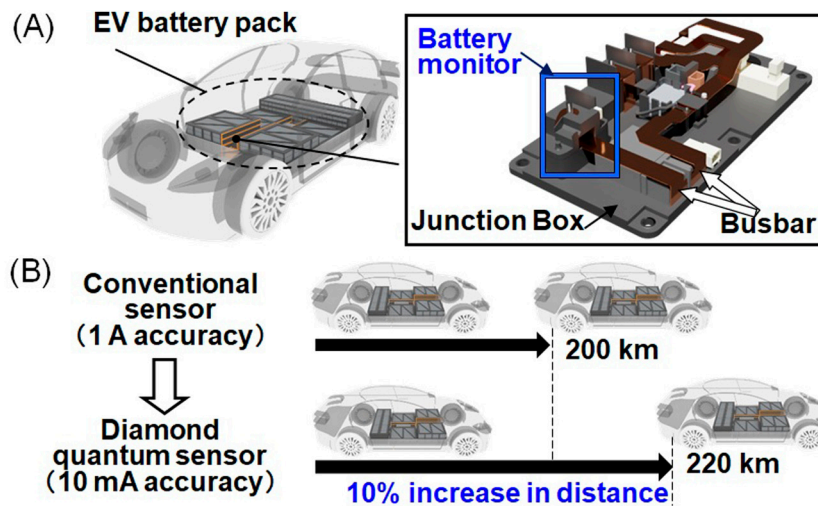 (A)
EV battery pack
Battery
monitor
Junction Box
Busbar
(B)
Conventional
sensor
（1 A accuracy）
200 km
Diamond
quantum sensor
（10 mA accuracy）
220 km
10% increase in distance